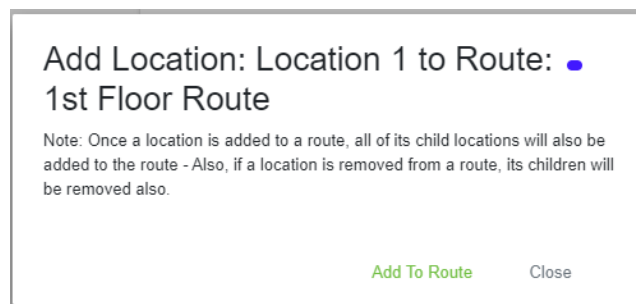 Add Location: Location 1 to Route:
1st Floor Route
Note: Once a location is added to a route, all of its child locations will also be
added to the route - Also, if a location is removed from a route, its children will
be removed also.
Add To Route Close